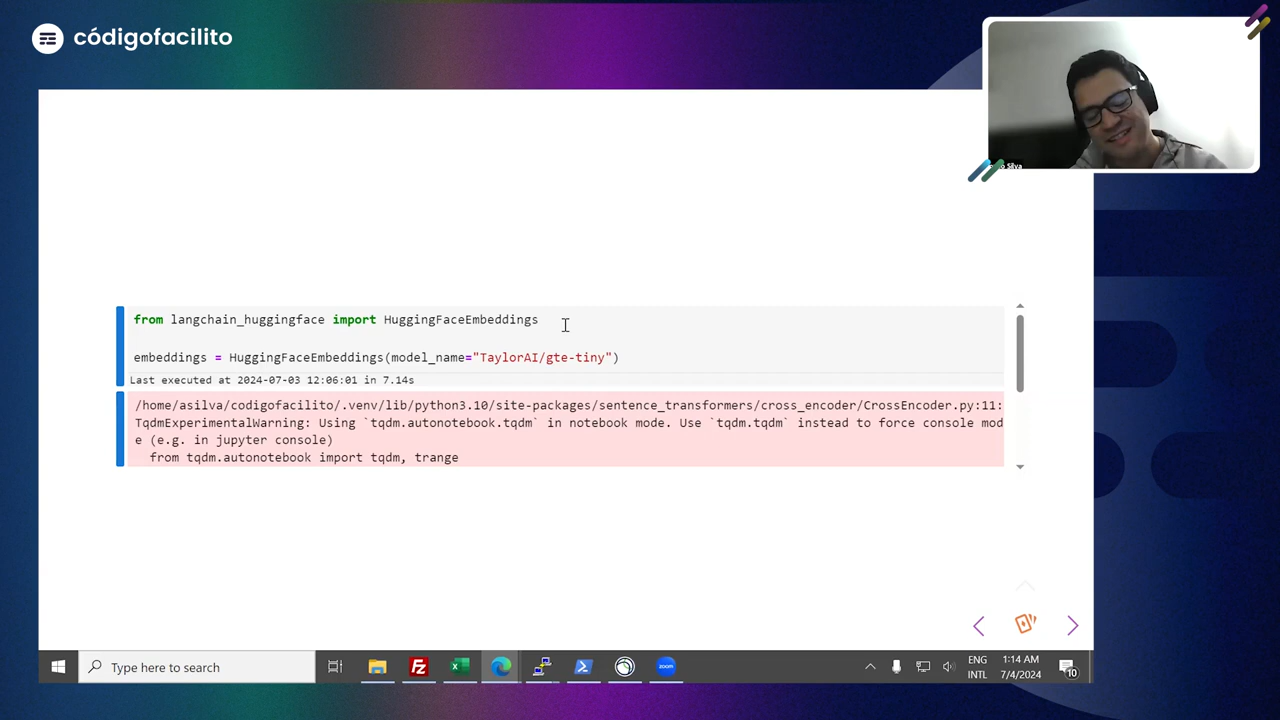 códigofacilito
Silva
from langchain_huggingface import HuggingFaceEmbeddings
embeddings = HuggingFaceEmbeddings(model_name="TaylorAI/gte-tiny")
Last executed at 2024-07-03 12:06:01 in 7.14s
/home/asilva/codigofacilito/.venv/lib/python3.10/site-packages/sentence_transformers/cross_encoder/CrossEncoder.py:11:
TqdmExperimentalWarning: Using `tqdm.autonotebook.tqdm` in notebook mode. Use `tqdm.tqdm` instead to force console mod
e (e.g. in jupyter console)
from tqdm.autonotebook import tqdm, trange
Type here to search
zoom
ENG
INTL
1:14 AM
7/4/2024
10